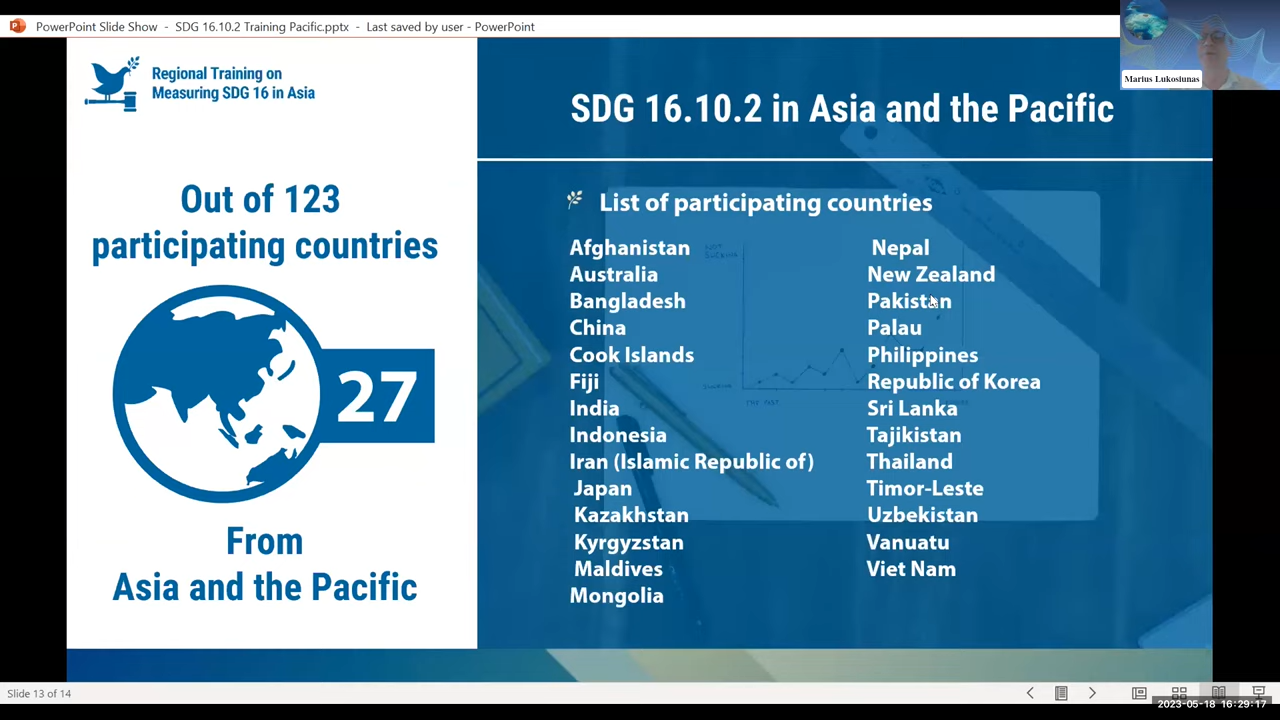 PowerPoint Slide Show - SDG 16.10.2 Training Pacific.pptx - Last saved by user - PowerPoint
Marius Lukosiunas
Regional Training on
Measuring SDG 16 in Asia
Out of 123
participating countries
27
From
Asia and the Pacific
SDG 16.10.2 in Asia and the Pacific
List of participating countries
Afghanistan
Australia
Bangladesh
China
Cook Islands
Fiji
India
Indonesia
Iran (Islamic Republic of)
Japan
Kazakhstan
Kyrgyzstan
Maldives
Mongolia
Nepal
New Zealand
Pakistan
Palau
Philippines
Republic of Korea
Sri Lanka
Tajikistan
Thailand
Timor-Leste
Uzbekistan
Vanuatu
Viet Nam
THE PAST
Slide 13 of 14
2023-05-18 16:29:17